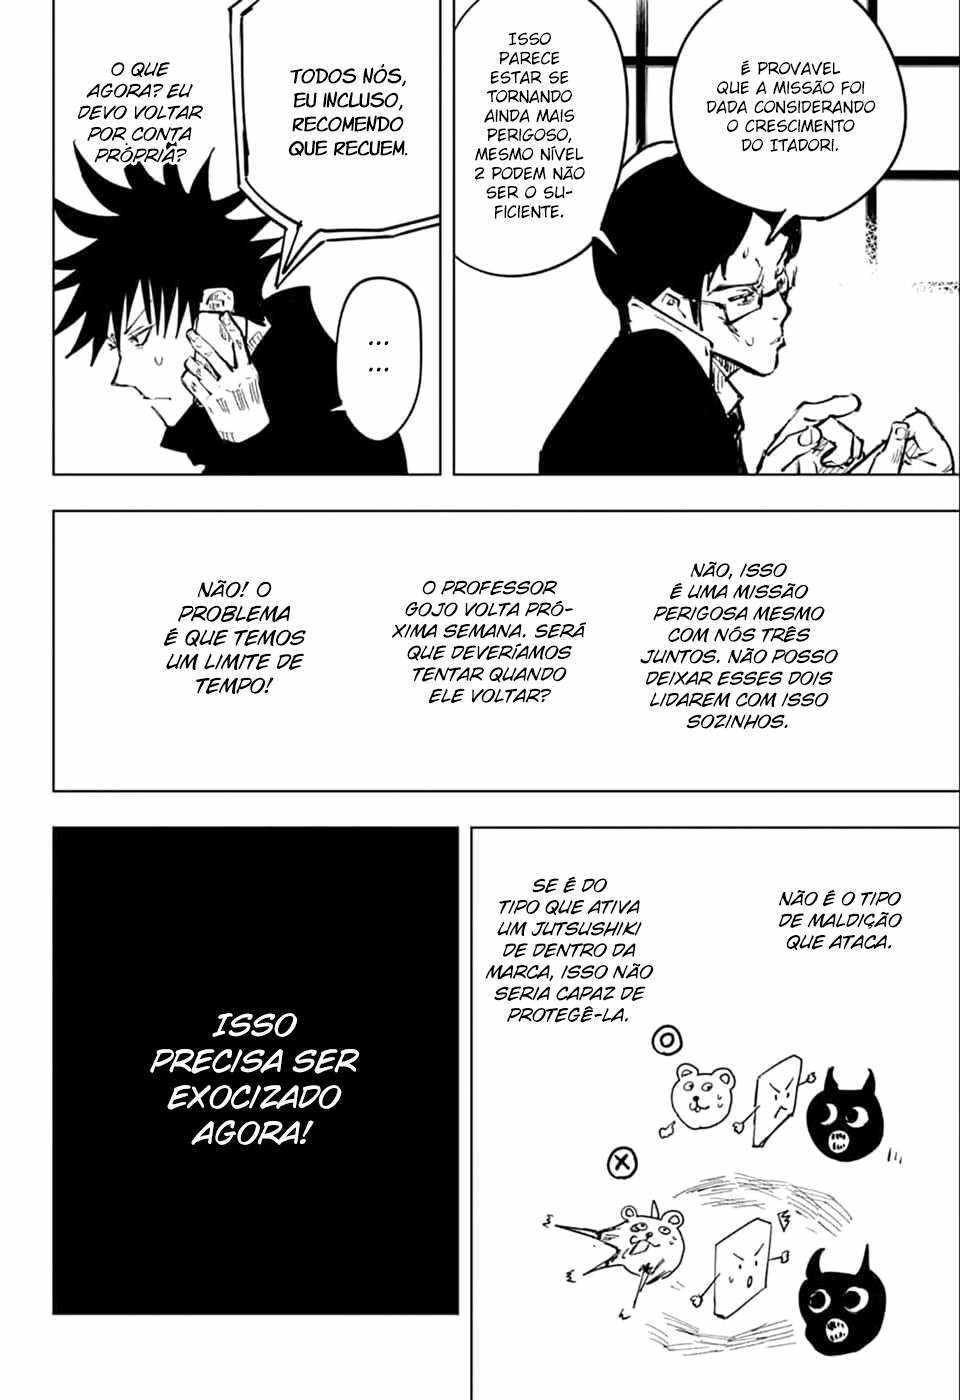 É PROVAVEL
QUE A MISSÃO FOI
DADA CONSIDERANDO
O CRESCIMENTO
DO ITADORI.
ISSO
PARECE
ESTAR SE
TORNANDO
AINDA MAIS
PERIGOSO,
MESMO NÍVEL
2 PODEM NÃO
SER O SU-
FICIENTE.
TODOS NÓS,
EU INCLUSO,
RECOMENDO
QUE RECUEM.
O QUE
AGORA? EU
DEVO VOLTAR
POR CONTA
PRÓPRIA?
...
...
NÃO, ISSO
É UMA MISSÃO
PERIGOSA MESMO
COM NÓS TRÊS
JUNTOS. NÃO POSSO
DEIXAR ESSES DOIS
LIDAREM COM ISSO
SOZINHOS.
O PROFESSOR
GOJO VOLTA PRÓ-
XIMA SEMANA. SERÁ
QUE DEVERÍAMOS
TENTAR QUANDO
ELE VOLTAR?
NÃO! O
PROBLEMA
É QUE TEMOS
UM LIMITE DE
TEMPO!
NÃO É O TIPO
DE MALDIÇÃO
QUE ATACA.
SE É DO
TIPO QUE ATIVA
UM JUTSUSHIKI
DE DENTRO DA
MARCA, ISSO NÃO
SERIA CAPAZ DE
PROTEGÊ-LA.
ISSO
PRECISA SER
EXOCIZADO
AGORA!